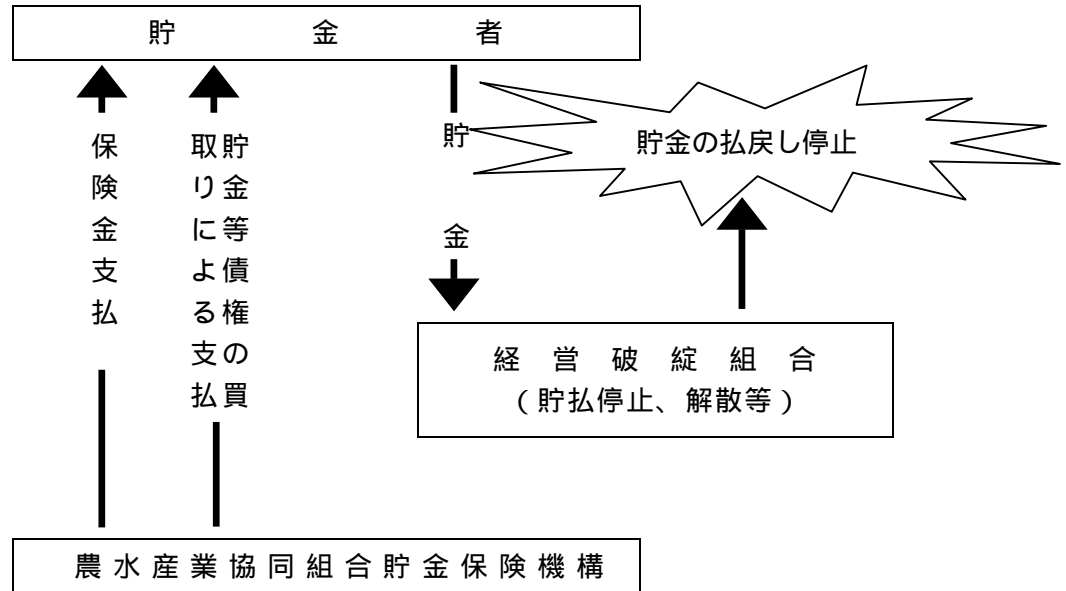 貯金者
保険金支払
貯金等債権の買
取りによる支払
貯金
貯金の払戻し停止
経営破綻組合
（貯払停止、解散等）
農水産業協同組合貯金保険機構